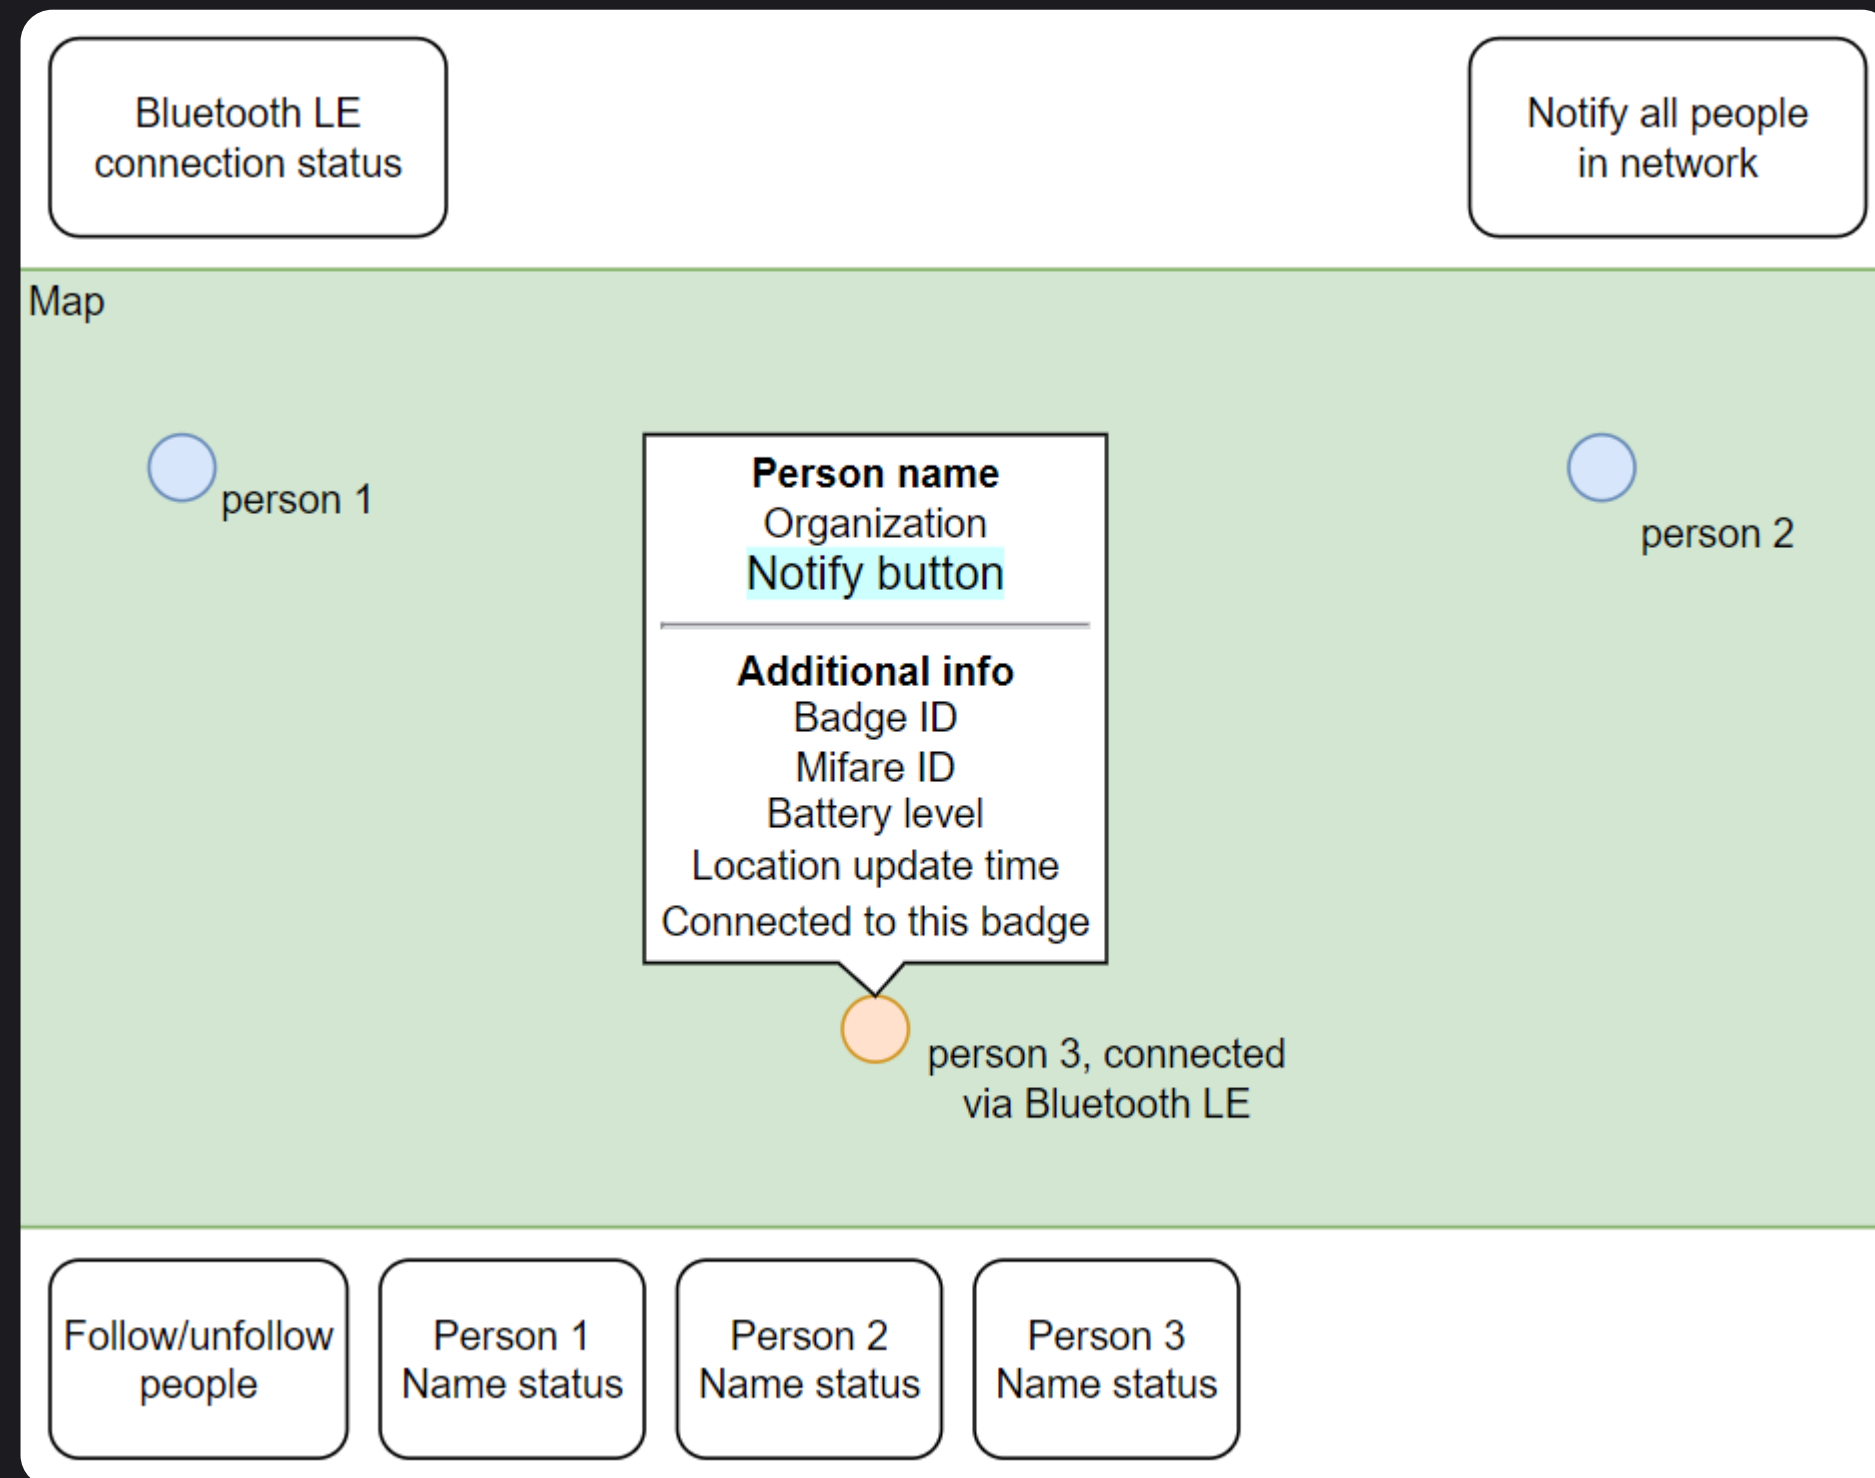 Bluetooth LE
connection status
Notify all people
in network
Map
person 1
person 2
Person name
Organization
Notify button
Additional info
Badge ID
Mifare ID
Battery level
Location update time
Connected to this badge
person 3, connected
via Bluetooth LE
Follow/unfollow
people
Person 1
Name status
Person 2
Name status
Person 3
Name status